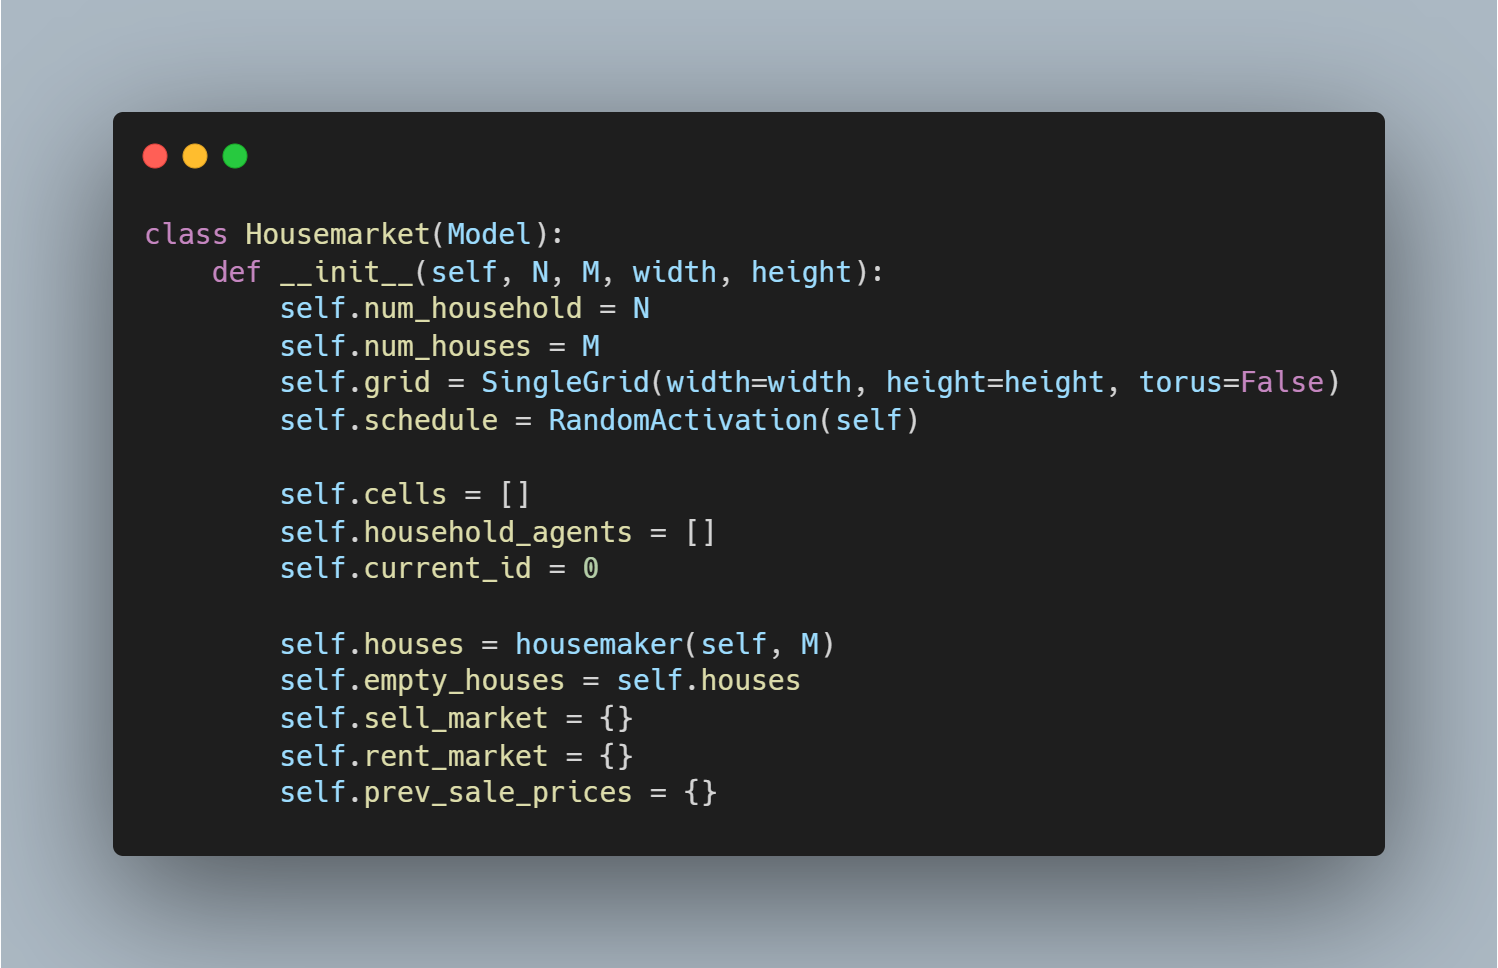 class Housemarket(Model):
    def __init__(self, N, M, width, height):
        self.num_household = N
        self.num_houses = M
        self.grid = SingleGrid(width=width, height=height, torus=False)
        self.schedule = RandomActivation(self)

        self.cells = []
        self.household_agents = []
        self.current_id = 0

        self.houses = housemaker(self, M)
        self.empty_houses = self.houses
        self.sell_market = {}
        self.rent_market = {}
        self.prev_sale_prices = {}